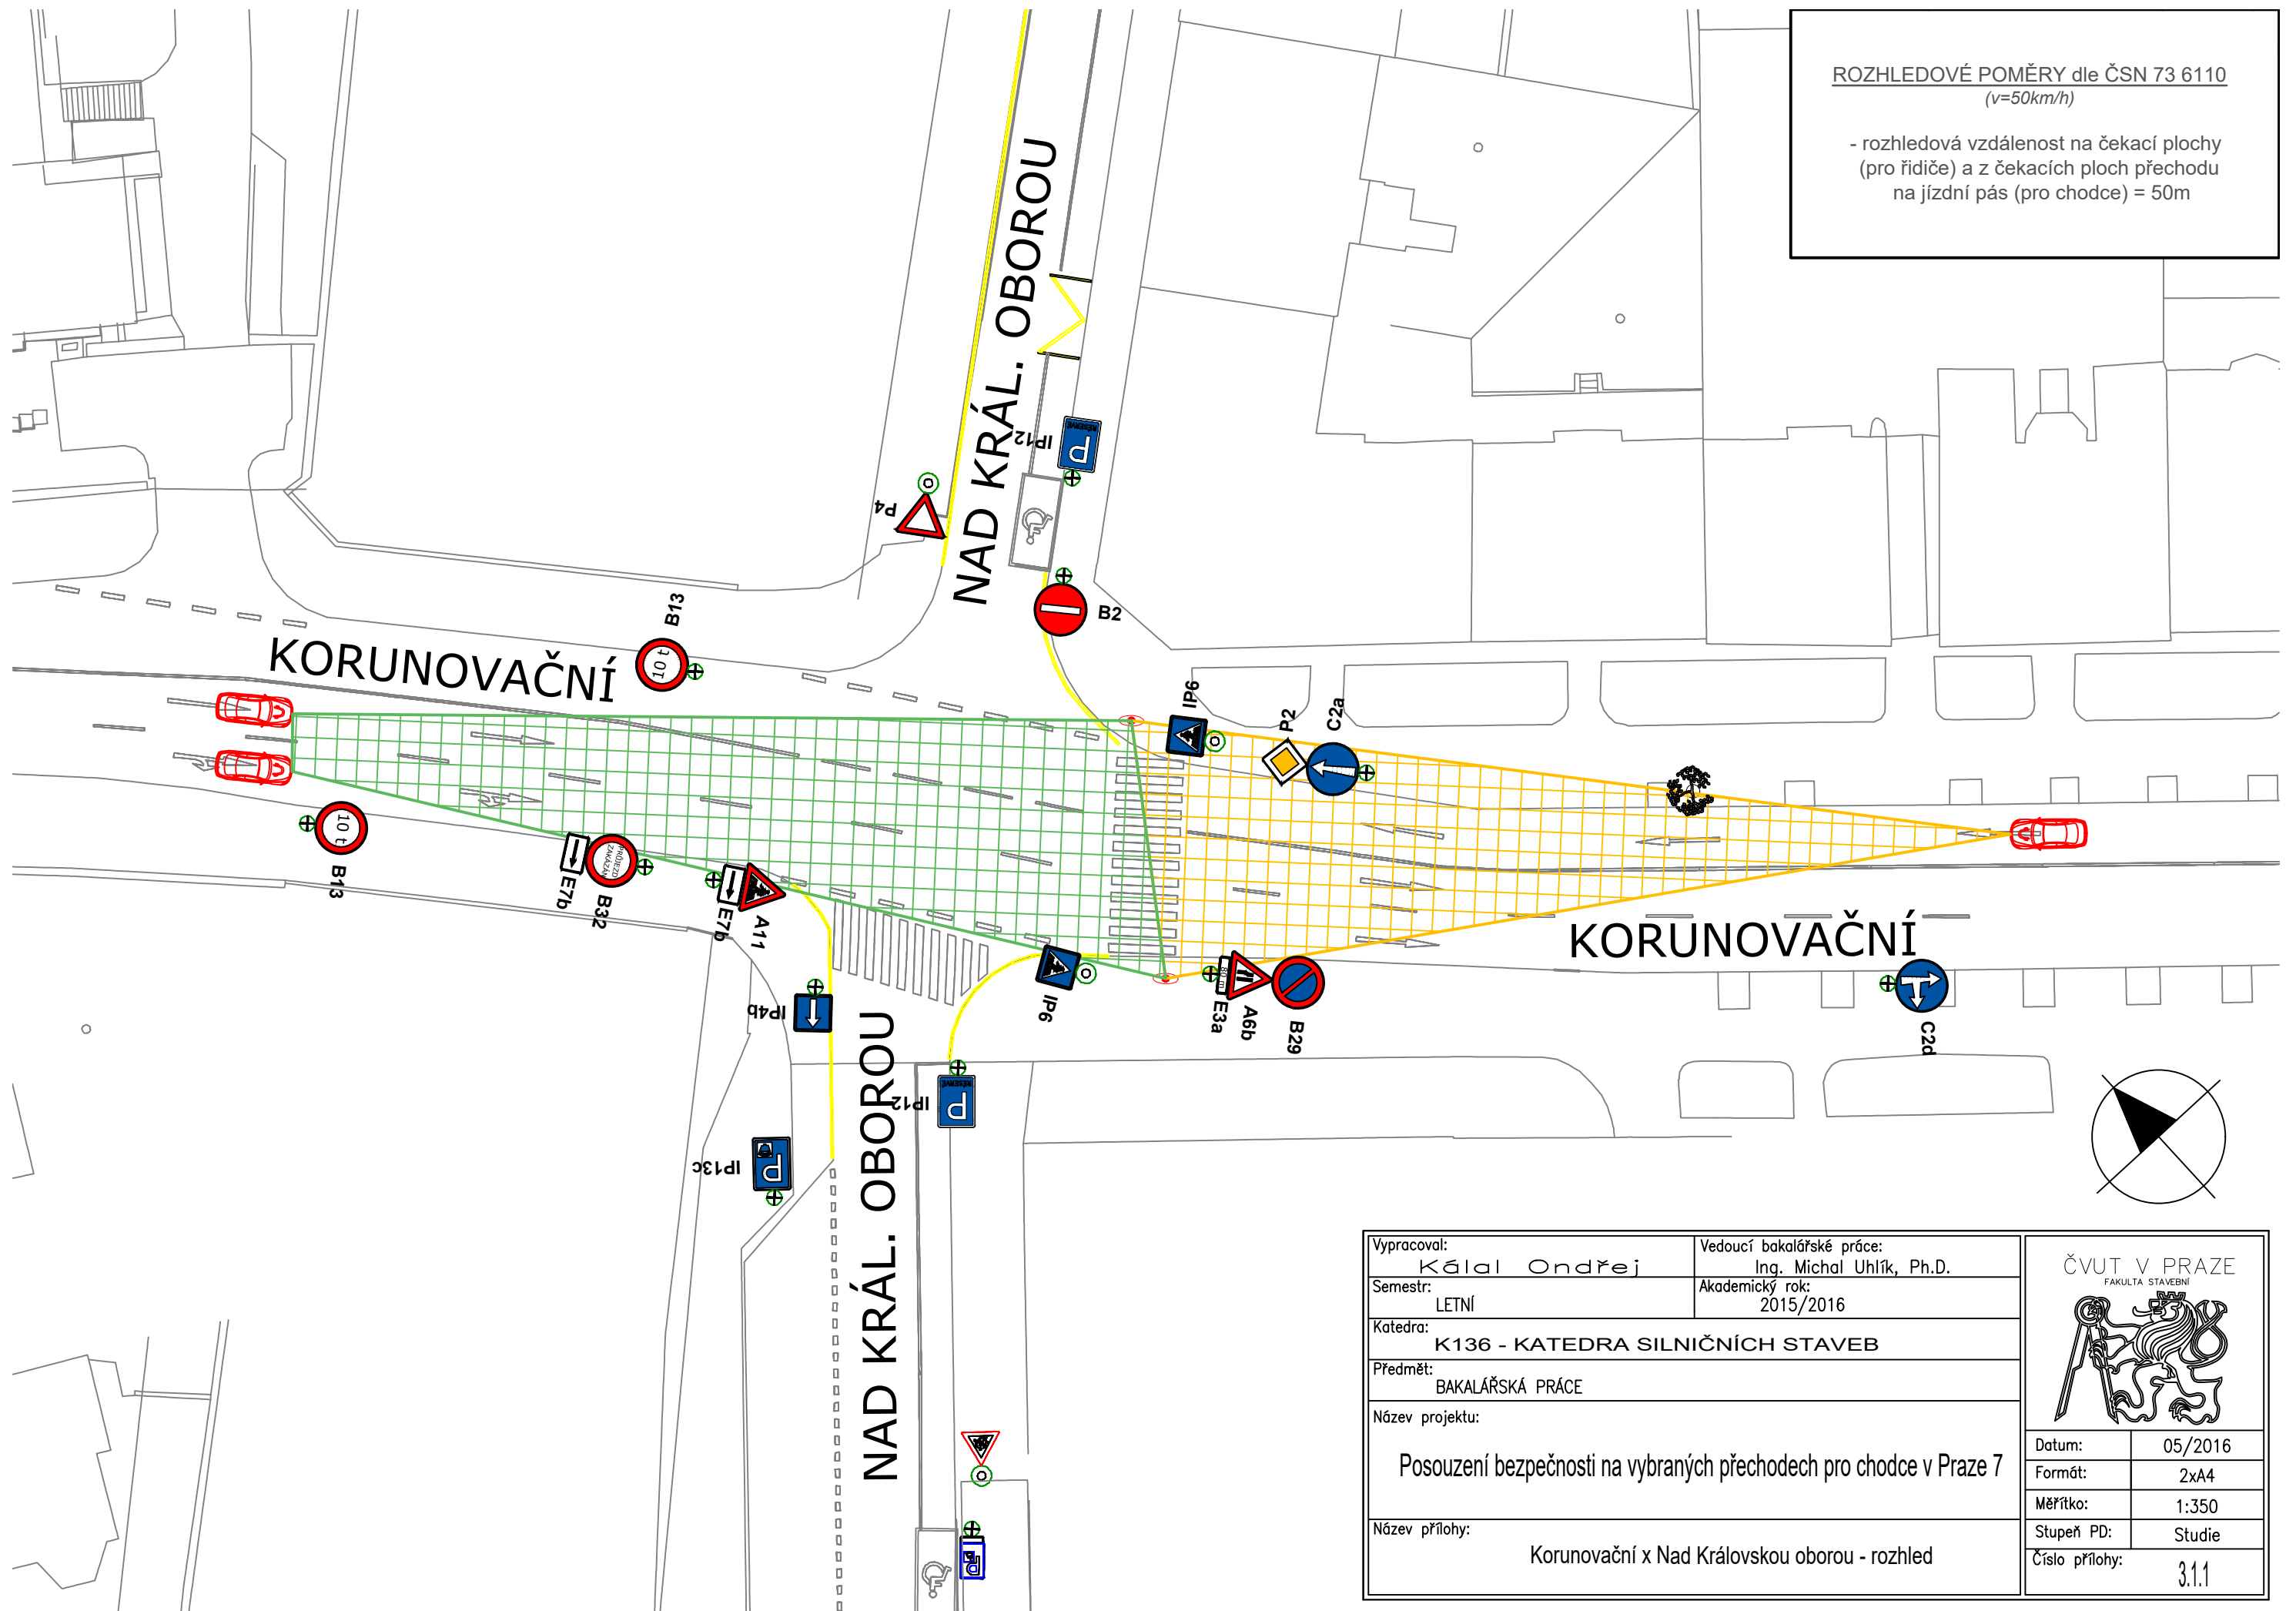 ROZHLEDOVÉ POMĚRY dle ČSN 73 6110
(v=50km/h)
- rozhledová vzdálenost na čekací plochy
(pro řidiče) a z čekacích ploch přechodu
na jízdní pás (pro chodce) = 50m
NAD KRÁL. OBOROU
IP12
RÉSERVÉ
P
P4
B2
B13
10 t
KORUNOVAČNÍ
IP6
P2
C2a
10 t
B13
E7b
PRŮJEZD
ZAKÁZÁN
B32
E7b
A11
IP6
80 m
E3a
A6b
B29
KORUNOVAČNÍ
C2d
IP4b
NAD KRÁL. OBOROU
IP12
RÉSERVÉ
P
IP13c
P
Vypracoval:
Kálal Ondřej
Vedoucí bakalářské práce:
Ing. Michal Uhlík, Ph.D.
Semestr:
LETNÍ
Akademický rok:
2015/2016
Katedra:
K136 - KATEDRA SILNIČNÍCH STAVEB
Předmět:
BAKALÁŘSKÁ PRÁCE
Název projektu:
Posouzení bezpečnosti na vybraných přechodech pro chodce v Praze 7
Název přílohy:
Korunovační x Nad Královskou oborou - rozhled
ČVUT V PRAZE
FAKULTA STAVEBNÍ
Datum:
05/2016
Formát:
2xA4
Měřítko:
1:350
Stupeň PD:
Studie
Číslo přílohy:
3.1.1